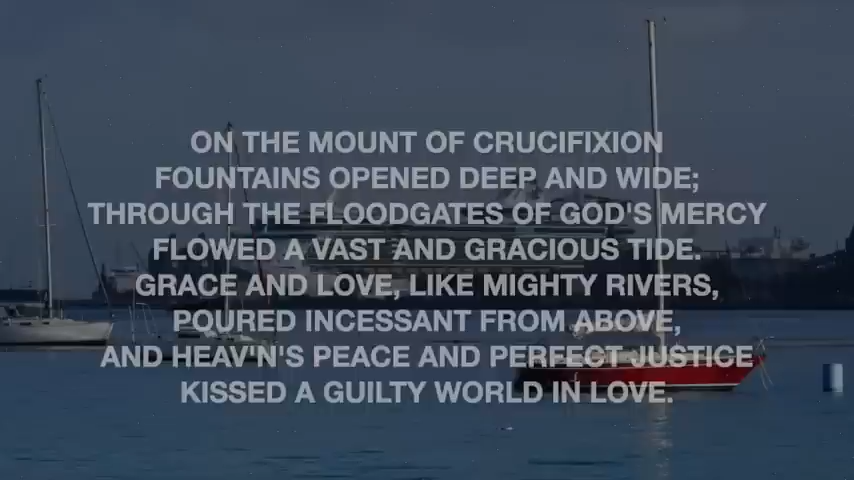 ON THE MOUNT OF CRUCIFIXION
FOUNTAINS OPENED DEEP AND WIDE;
THROUGH THE FLOODGATES OF GOD'S MERCY
FLOWED A VAST AND GRACIOUS TIDE.
GRACE AND LOVE, LIKE MIGHTY RIVERS,
POURED INCESSANT FROM ABOVE,
AND HEAV'N'S PEACE AND PERFECT JUSTICE
KISSED A GUILTY WORLD IN LOVE.